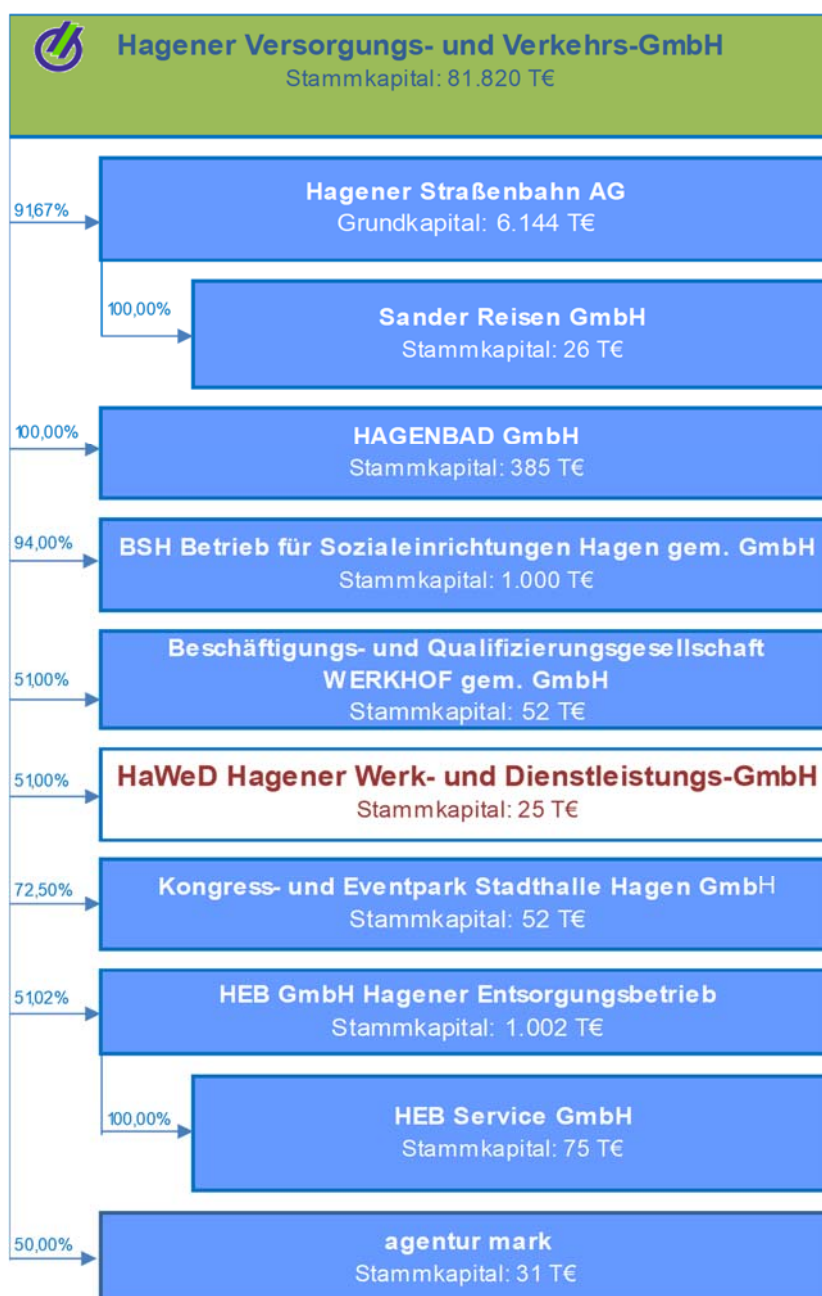 Hagener Versorgungs- und Verkehrs-GmbH
Stammkapital: 81.820 T€
91,67%
Hagener Straßenbahn AG
Grundkapital: 6.144 T€
100,00%
Sander Reisen GmbH
Stammkapital: 26 T€
100,00%
HAGENBAD GmbH
Stammkapital: 385 T€
94,00%
BSH Betrieb für Sozialeinrichtungen Hagen gem. GmbH
Stammkapital: 1.000 T€
51,00%
Beschäftigungs- und Qualifizierungsgesellschaft
WERKHOF gem. GmbH
Stammkapital: 52 T€
51,00%
HaWeD Hagener Werk- und Dienstleistungs-GmbH
Stammkapital: 25 T€
72,50%
Kongress- und Eventpark Stadthalle Hagen GmbH
Stammkapital: 52 T€
51,02%
HEB GmbH Hagener Entsorgungsbetrieb
Stammkapital: 1.002 T€
100,00%
HEB Service GmbH
Stammkapital: 75 T€
50,00%
agentur mark
Stammkapital: 31 T€